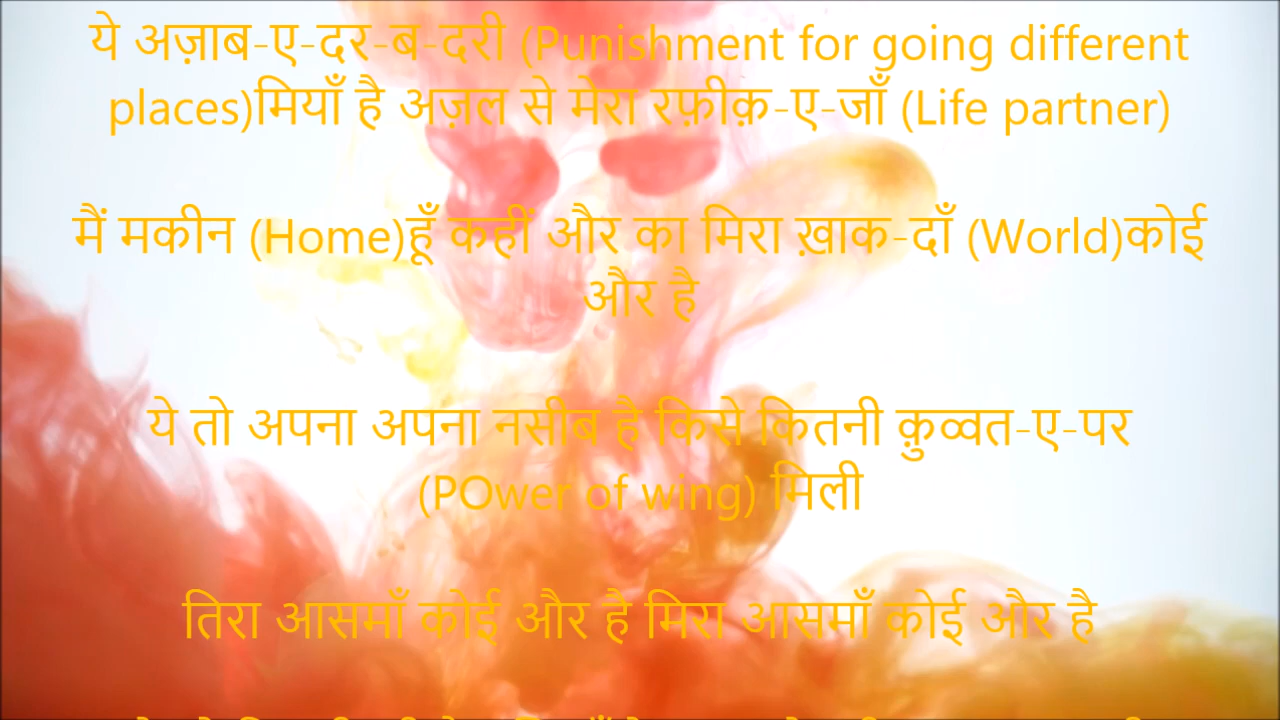 ये अज़ाब-ए-दर-ब-दरी (Punishment for going different
places)मियाँ है अज़ल से मेरा रफ़ीक़-ए-जाँ (Life partner)
मैं मकीन (Home)हूँ कहीं और का मिरा ख़ाक-दाँ (World)कोई
और है
ये तो अपना अपना नसीब है किसे कितनी क़ुव्वत-ए-पर
(POwer of wing) मिली
तिरा आसमाँ कोई और है मिरा आसमाँ कोई और है